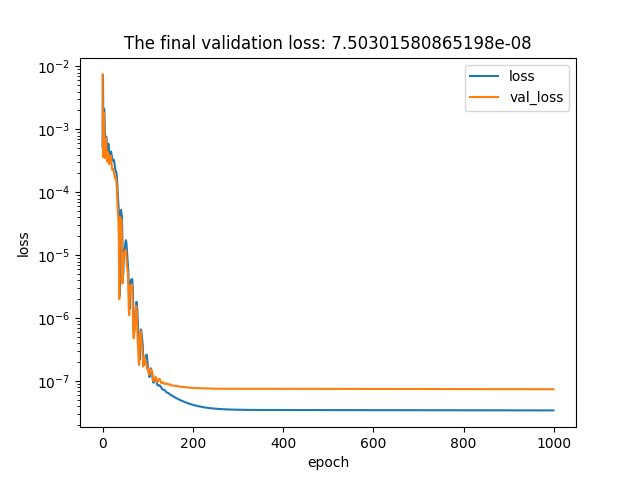 The final validation loss: 7.50301580865198e-08
loss
val_loss
loss
10⁻²
10⁻³
10⁻⁴
10⁻⁵
10⁻⁶
10⁻⁷
0 200 400 600 800 1000
epoch